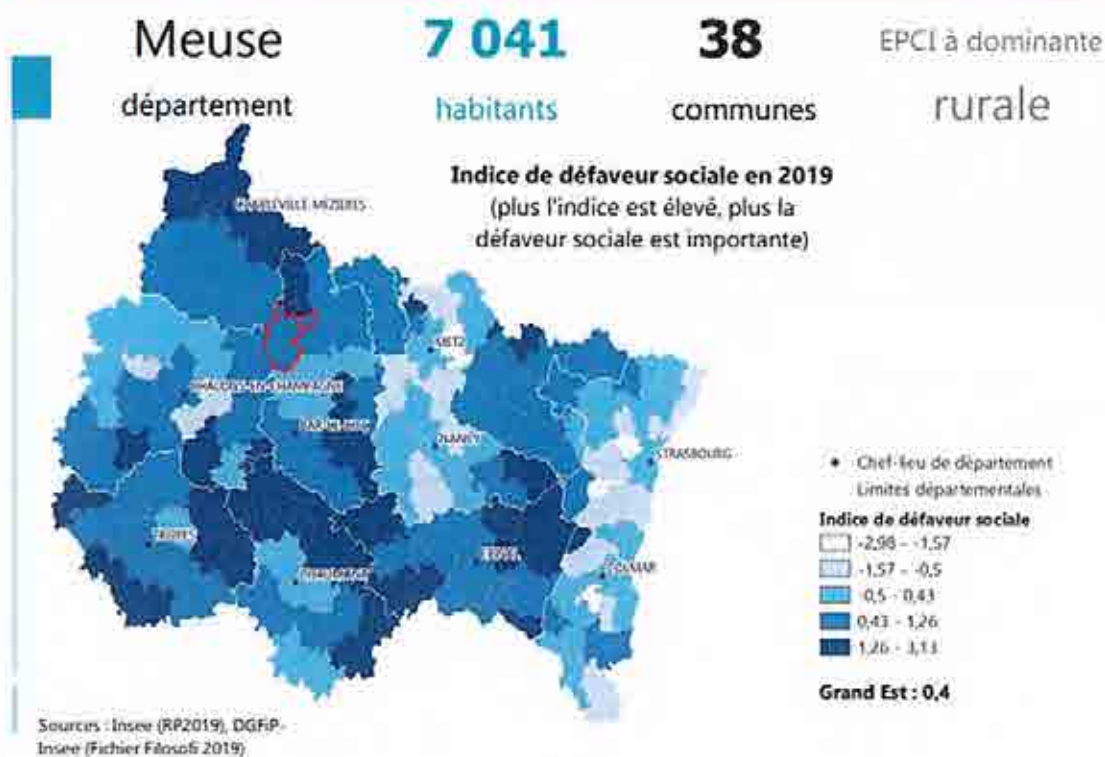 Meuse
département
7 041
habitants
38
communes
EPCI à dominante
rurale
Indice de défaveur sociale en 2019
(plus l'indice est élevé, plus la
défaveur sociale est importante)
CHARLEVILLE-MÉZIÈRES
METZ
CHALONS-EN-CHAMPAGNE
BAR-LE-DUC
NANCY
STRASBOURG
TROYES
CHAUMONT
EPINAL
COLMAR
Chef-lieu de département
Limites départementales
Indice de défaveur sociale
-2,98 - -1,57
-1,57 - -0,5
-0,5 - 0,43
0,43 - 1,26
1,26 - 3,13
Grand Est : 0,4
Sources : Insee (RP2019), DGFiP-
Insee (Fichier Filosofi 2019)